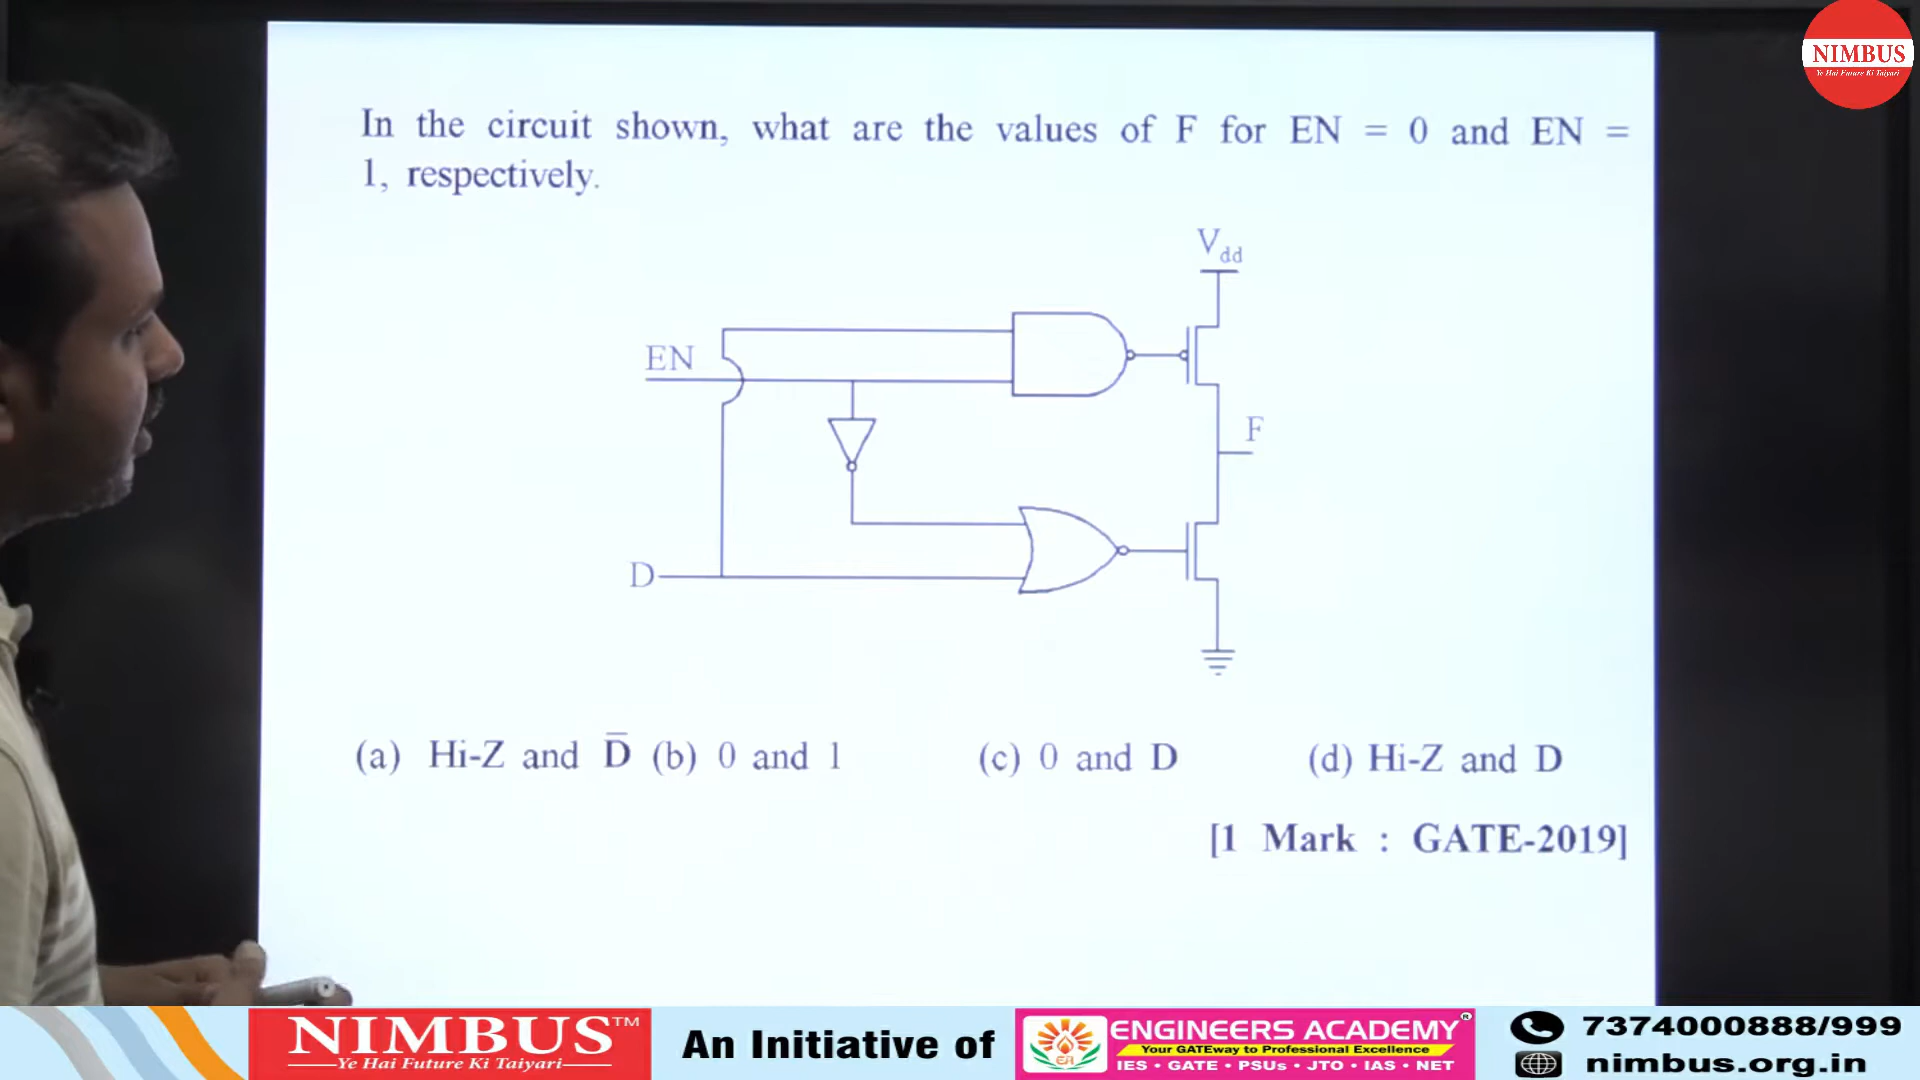 NIMBUS
Ye Hai Future Ki Taiyari
In the circuit shown, what are the values of F for EN = 0 and EN =
1, respectively.
Vdd
EN
F
D
(a) Hi-Z and D̅ (b) 0 and 1 (c) 0 and D (d) Hi-Z and D
[1 Mark : GATE-2019]
NIMBUS™
Ye Hai Future Ki Taiyari
An Initiative of
ENGINEERS ACADEMY®
Your GATEway to Professional Excellence
IES • GATE • PSUs • JTO • IAS • NET
7374000888/999
nimbus.org.in